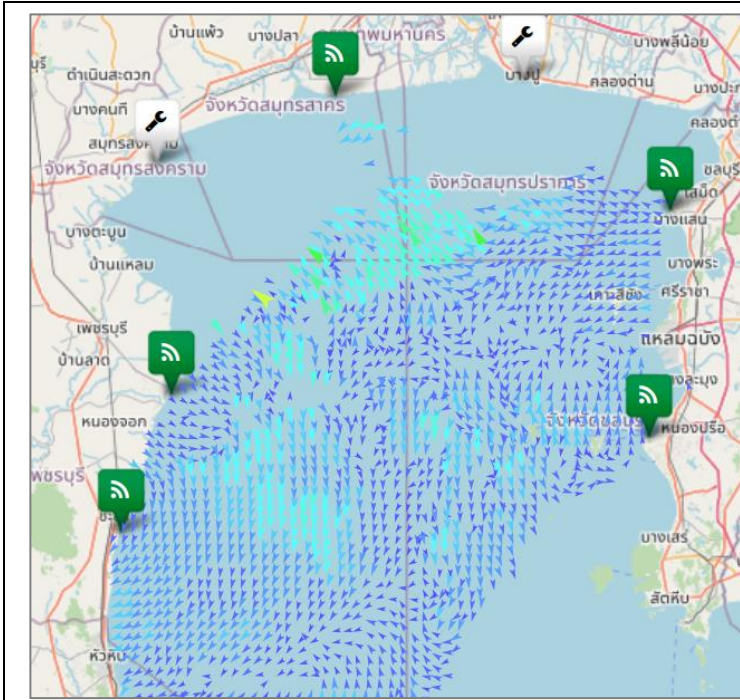 บ้านแพ้ว
บางปลา
บางพลีน้อย
ดำเนินสะดวก
บางปู
คลองด่าน
บางคนที
จังหวัดสมุทรสาคร
สมุทรสงคราม
จังหวัดสมุทรสงคราม
ชลบุรี
จังหวัดสมุทรปราการ
เสม็ด
บางแสน
บางตะบูน
บ้านแหลม
บางพระ
เกาะสีชัง
ศรีราชา
เพชรบุรี
แหลมฉบัง
บ้านลาด
บางละมุง
หนองจอก
จังหวัดชลบุรี
หนองปรือ
พชรบุรี
บางเสร่
สัตหีบ
หัวหิน